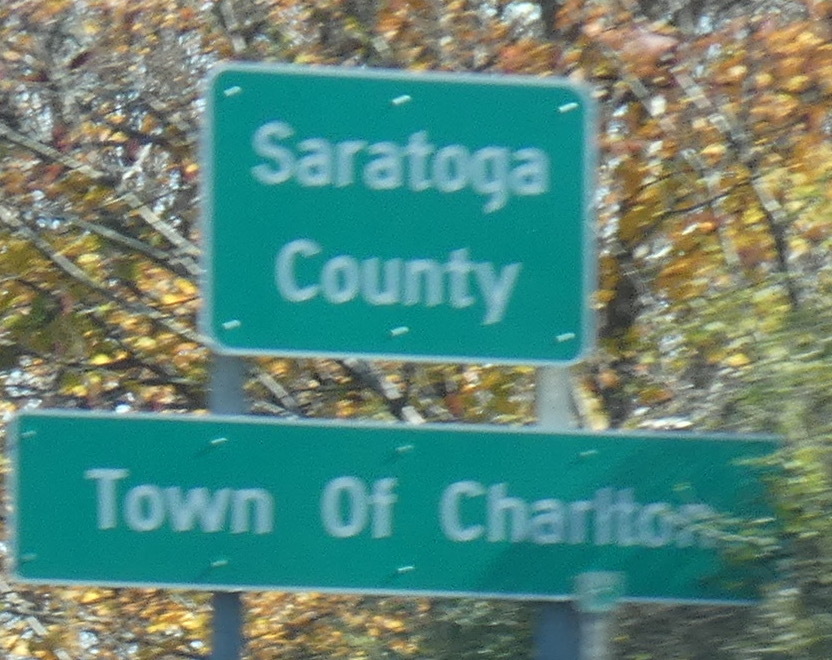 Saratoga
County
Town Of Charlton